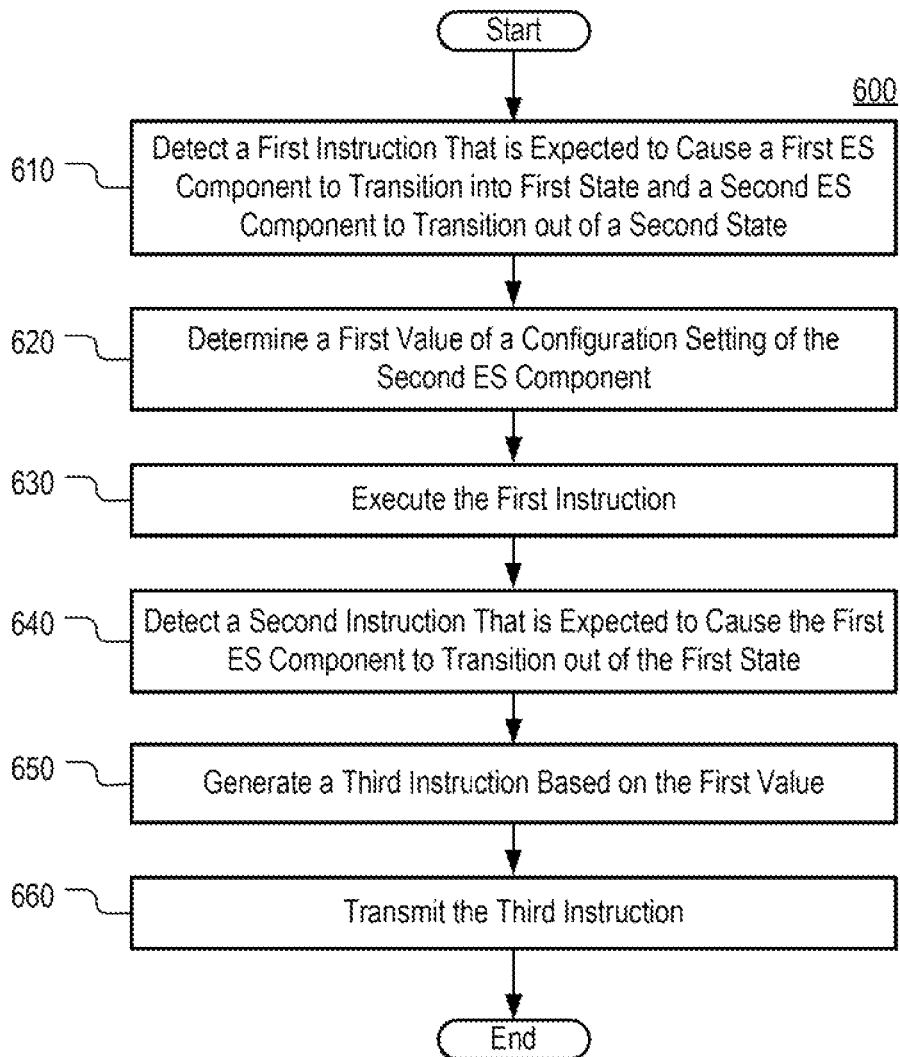 Start
600
610
Detect a First Instruction That is Expected to Cause a First ES
Component to Transition into First State and a Second ES
Component to Transition out of a Second State
620
Determine a First Value of a Configuration Setting of the
Second ES Component
630
Execute the First Instruction
640
Detect a Second Instruction That is Expected to Cause the First
ES Component to Transition out of the First State
650
Generate a Third Instruction Based on the First Value
660
Transmit the Third Instruction
End